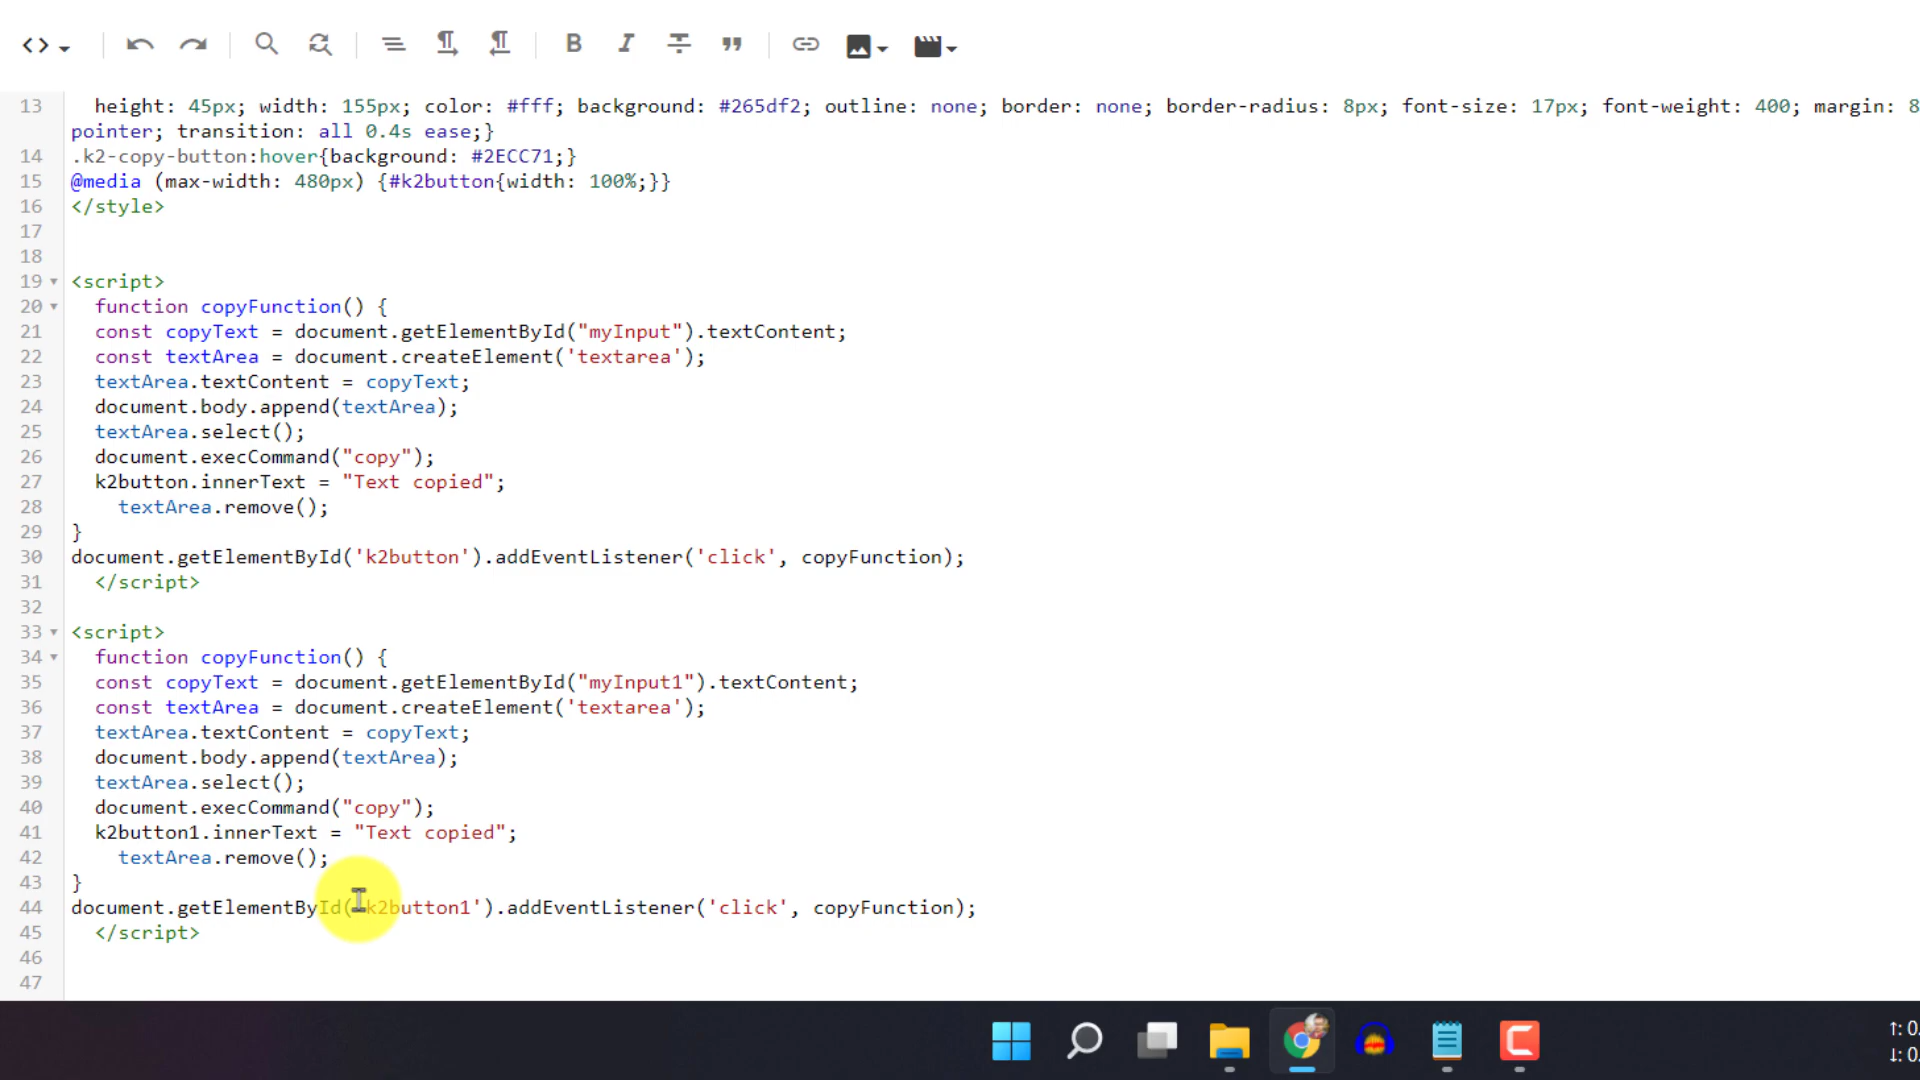 13 height: 45px; width: 155px; color: #fff; background: #265df2; outline: none; border: none; border-radius: 8px; font-size: 17px; font-weight: 400; margin: 8
pointer; transition: all 0.4s ease;}
14 .k2-copy-button:hover{background: #2ECC71;}
15 @media (max-width: 480px) {#k2button{width: 100%;}}
16 </style>
17
18
19 <script>
20 function copyFunction() {
21 const copyText = document.getElementById("myInput").textContent;
22 const textArea = document.createElement('textarea');
23 textArea.textContent = copyText;
24 document.body.append(textArea);
25 textArea.select();
26 document.execCommand("copy");
27 k2button.innerText = "Text copied";
28 textArea.remove();
29 }
30 document.getElementById('k2button').addEventListener('click', copyFunction);
31 </script>
32
33 <script>
34 function copyFunction() {
35 const copyText = document.getElementById("myInput1").textContent;
36 const textArea = document.createElement('textarea');
37 textArea.textContent = copyText;
38 document.body.append(textArea);
39 textArea.select();
40 document.execCommand("copy");
41 k2button1.innerText = "Text copied";
42 textArea.remove();
43 }
44 document.getElementById('k2button1').addEventListener('click', copyFunction);
45 </script>
46
47
↑: 0.
↓: 0.